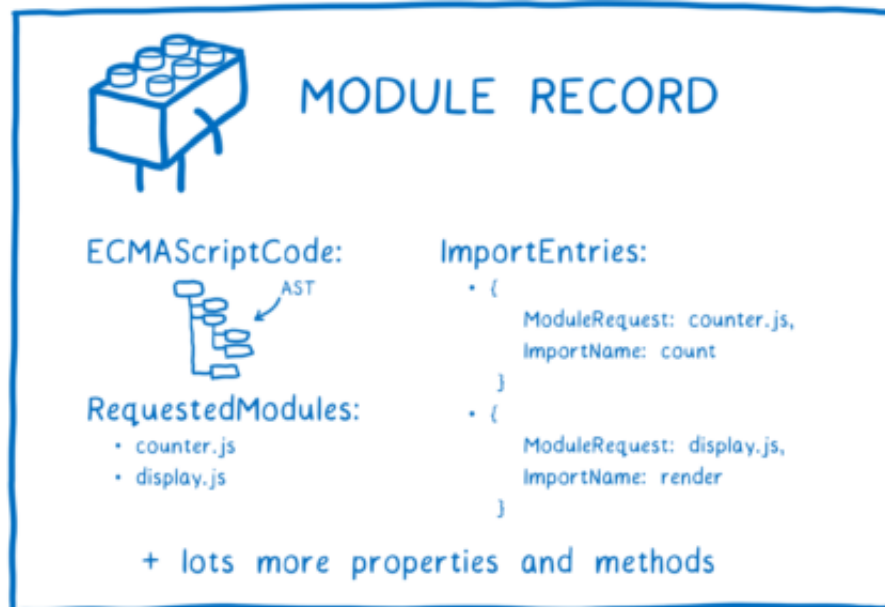 MODULE RECORD
ECMAScriptCode:
AST
RequestedModules:
• counter.js
• display.js
ImportEntries:
• {
ModuleRequest: counter.js,
ImportName: count
}
• {
ModuleRequest: display.js,
ImportName: render
}
+ lots more properties and methods